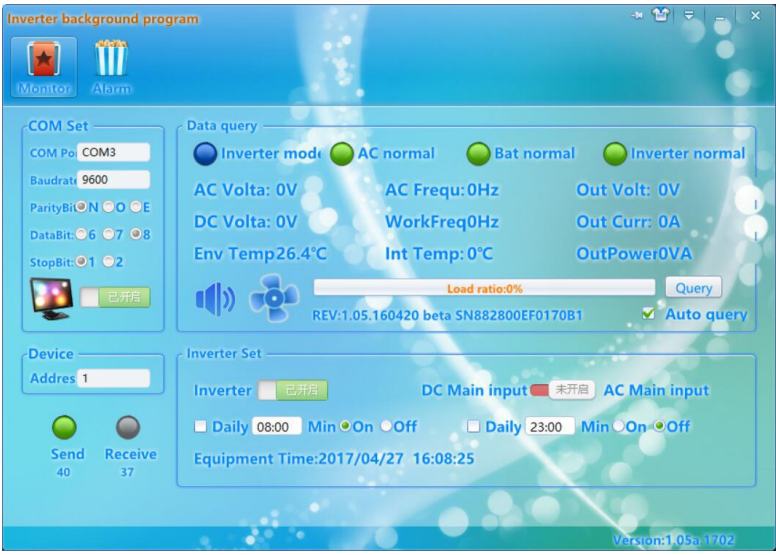 Inverter background program
Monitor Alarm
COM Set
COM Po COM3
Baudrate 9600
ParityBit N O E
DataBit: 6 7 8
StopBit: 1 2
已开启
Data query
Inverter mode AC normal Bat normal Inverter normal
AC Volta: 0V AC Frequ: 0Hz Out Volt: 0V
DC Volta: 0V WorkFreq0Hz Out Curr: 0A
Env Temp26.4℃ Int Temp: 0℃ OutPower0VA
Load ratio:0% Query
REV:1.05.160420 beta SN882800EF0170B1 Auto query
Device
Addres 1
Send Receive
40 37
Inverter Set
Inverter 已开启 DC Main input 未开启 AC Main input
Daily 08:00 Min On Off Daily 23:00 Min On Off
Equipment Time:2017/04/27 16:08:25
Version:1.05a.1702